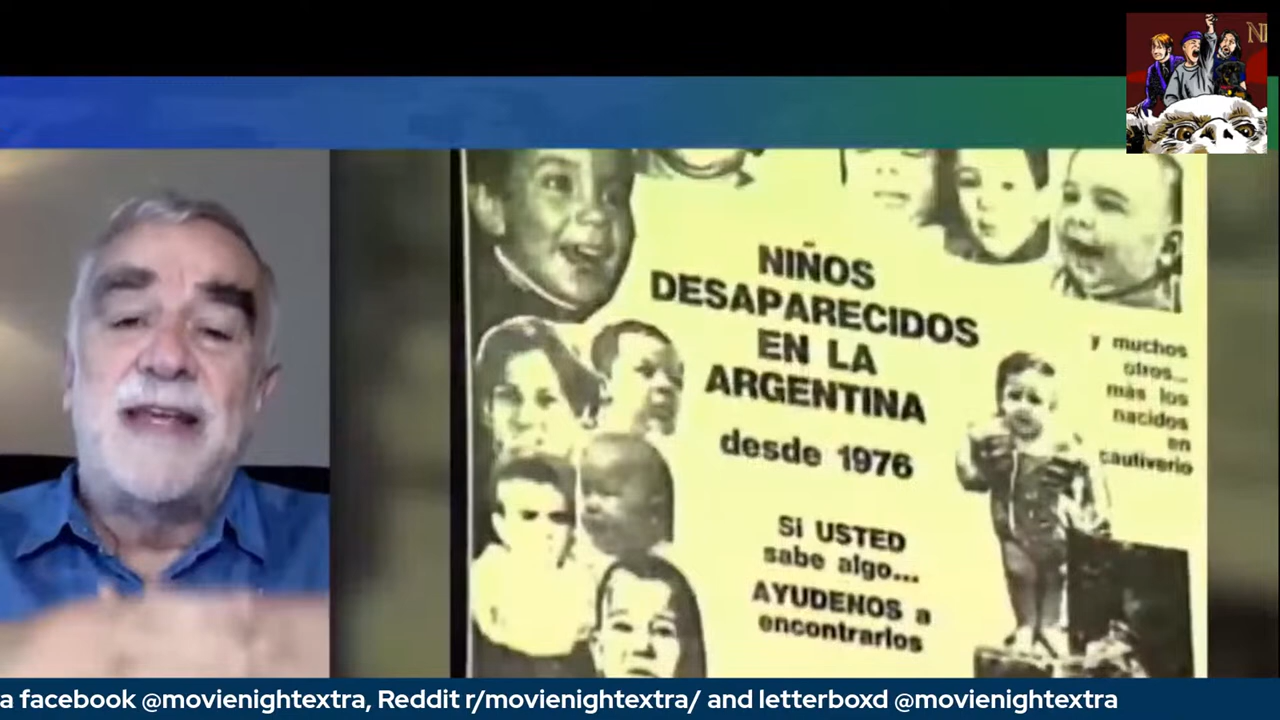 NIÑOS
DESAPARECIDOS
EN LA
ARGENTINA
desde 1976
y muchos
otros...
más los
nacidos
en
cautiverio
Si USTED
sabe algo...
AYUDENOS a
encontrarlos
a facebook @movienightextra, Reddit r/movienightextra/ and letterboxd @movienightextra